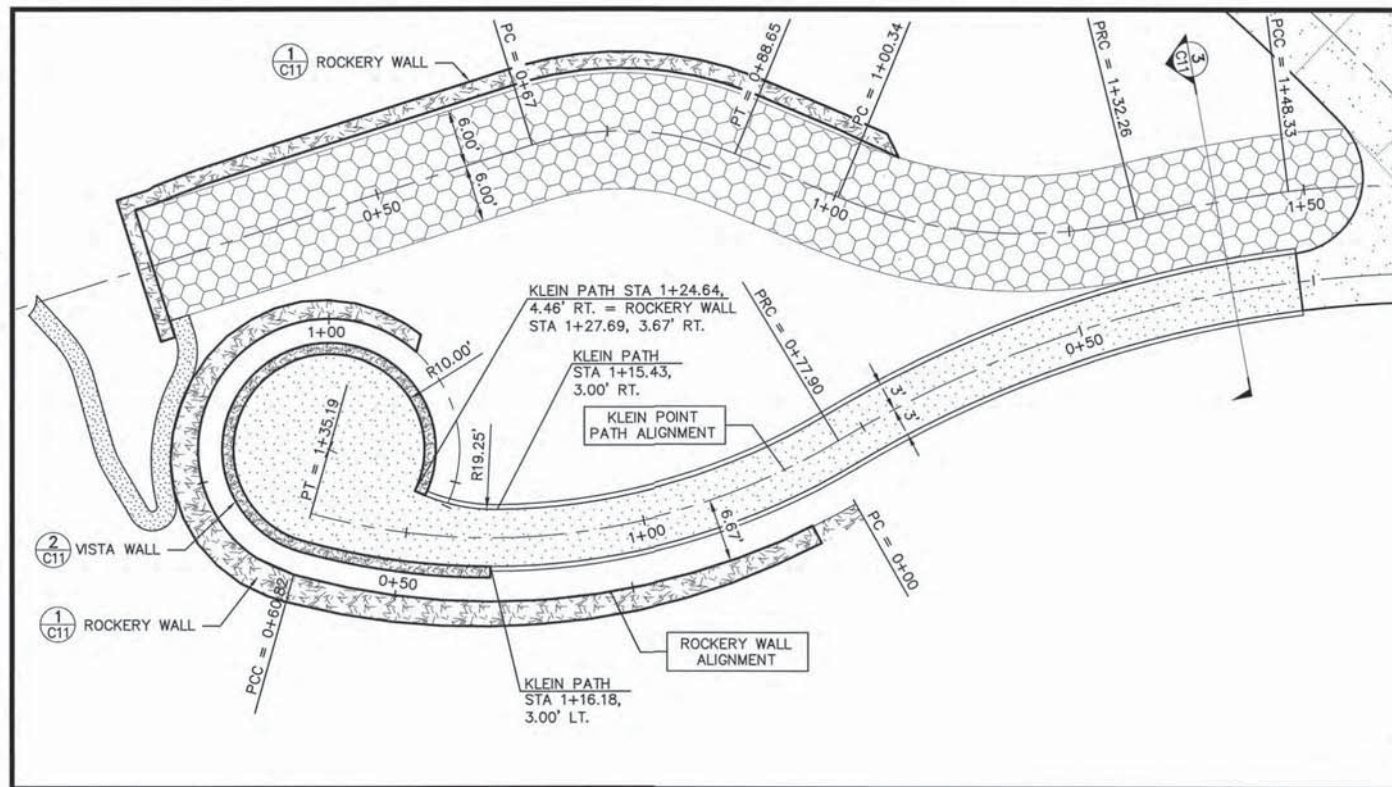 1
C11
ROCKERY WALL
PC = 0+67
PT = 0+88.65
PC = 1+00.34
PRC = 1+32.26
3
C11
PCC = 1+48.33
6.00'
6.00'
0+50
1+00
1+50
KLEIN PATH STA 1+24.64,
4.46' RT. = ROCKERY WALL
STA 1+27.69, 3.67' RT.
PRC = 0+77.90
1+00
R10.00'
KLEIN PATH
STA 1+15.43,
3.00' RT.
0+50
3'
3'
KLEIN POINT
PATH ALIGNMENT
PT = 1+35.19
R19.25'
1+00
6.67'
PC = 0+00
2
C11
VISTA WALL
0+50
1
C11
ROCKERY WALL
PCC = 0+60.82
ROCKERY WALL
ALIGNMENT
KLEIN PATH
STA 1+16.18,
3.00' LT.